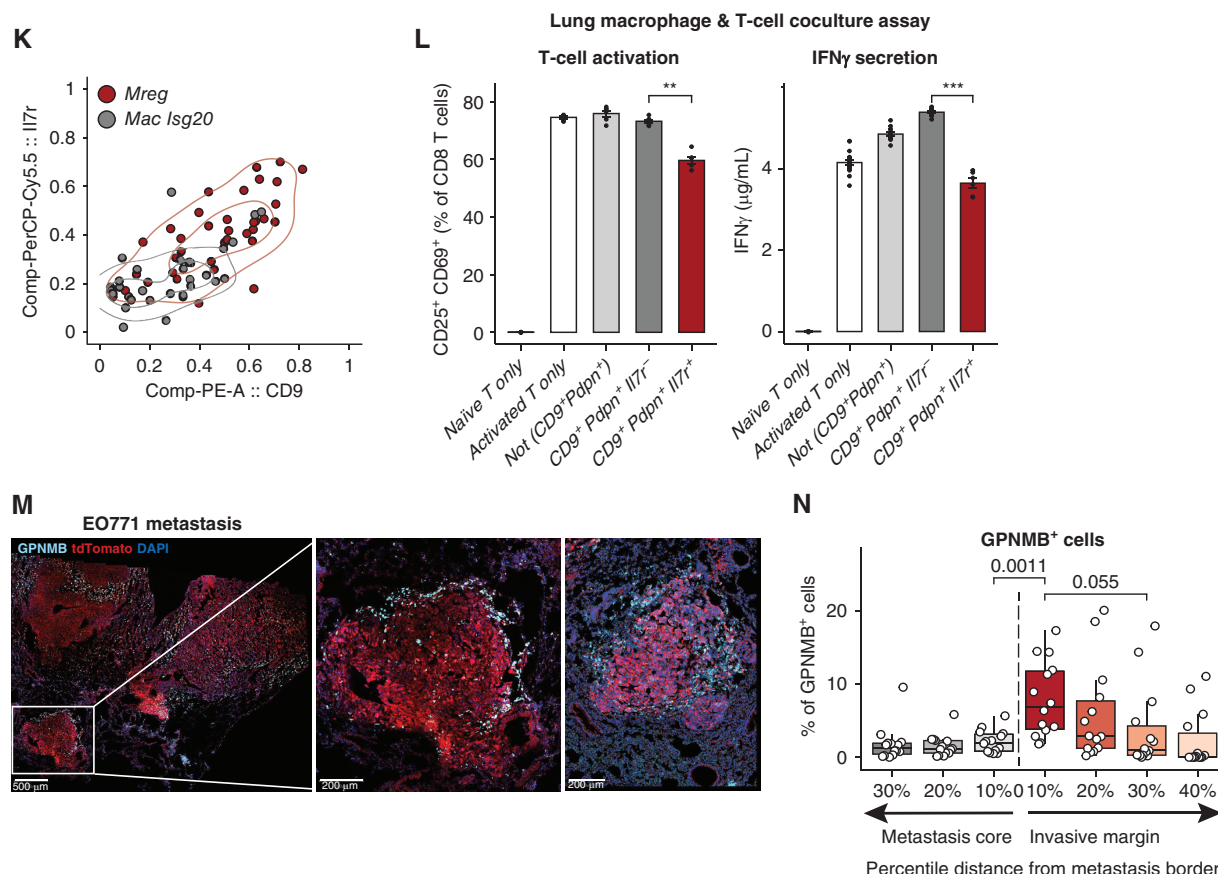 K
Comp-PerCP-Cy5.5 :: Il7r
1
0.8
0.6
0.4
0.2
0
Mreg
Mac Isg20
0 0.2 0.4 0.6 0.8 1
Comp-PE-A :: CD9
L
Lung macrophage & T-cell coculture assay
T-cell activation
CD25⁺ CD69⁺ (% of CD8 T cells)
80
60
40
20
0
**
Naïve T only
Activated T only
Not (CD9⁺Pdpn⁺)
CD9⁺ Pdpn⁺ Il7r⁻
CD9⁺ Pdpn⁺ Il7r⁺
IFNγ secretion
IFNγ (μg/mL)
4
2
0
***
Naïve T only
Activated T only
Not (CD9⁺Pdpn⁺)
CD9⁺ Pdpn⁺ Il7r⁻
CD9⁺ Pdpn⁺ Il7r⁺
M
EO771 metastasis
GPNMB tdTomato DAPI
500 μm
200 μm
200 μm
N
GPNMB⁺ cells
0.0011
0.055
% of GPNMB⁺ cells
20
10
0
30% 20% 10% 0 10% 20% 30% 40%
Metastasis core Invasive margin
Percentile distance from metastasis border